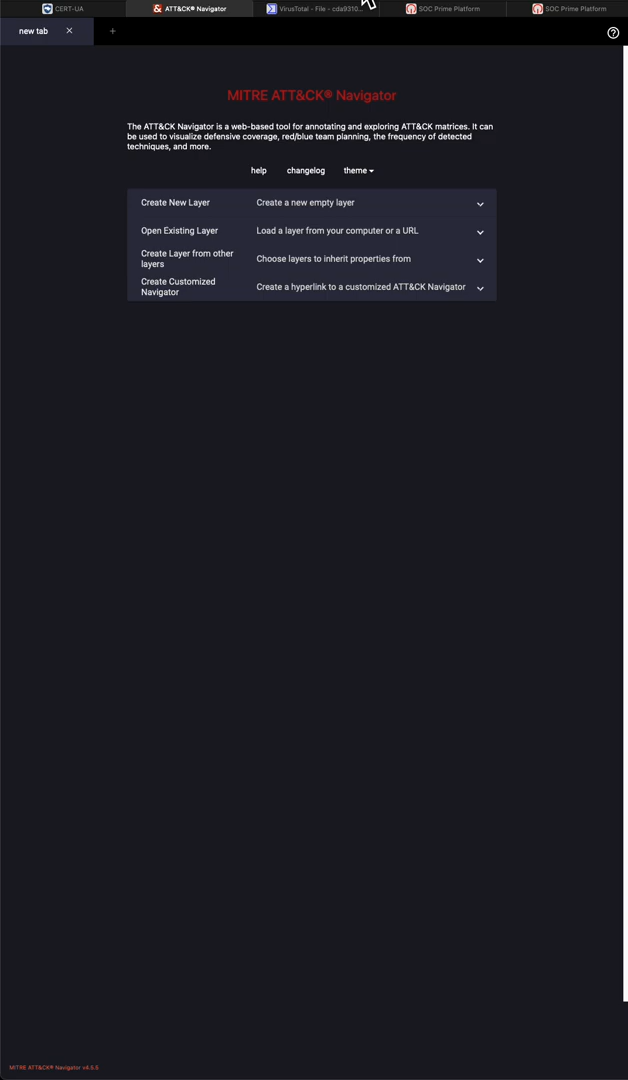 CERT-UA
ATT&CK® Navigator
VirusTotal - File - cda9310...
SOC Prime Platform
SOC Prime Platform
new tab
MITRE ATT&CK® Navigator
The ATT&CK Navigator is a web-based tool for annotating and exploring ATT&CK matrices. It can
be used to visualize defensive coverage, red/blue team planning, the frequency of detected
techniques, and more.
help changelog theme
Create New Layer Create a new empty layer
Open Existing Layer Load a layer from your computer or a URL
Create Layer from other
layers
Choose layers to inherit properties from
Create Customized
Navigator
Create a hyperlink to a customized ATT&CK Navigator
MITRE ATT&CK® Navigator v4.5.5